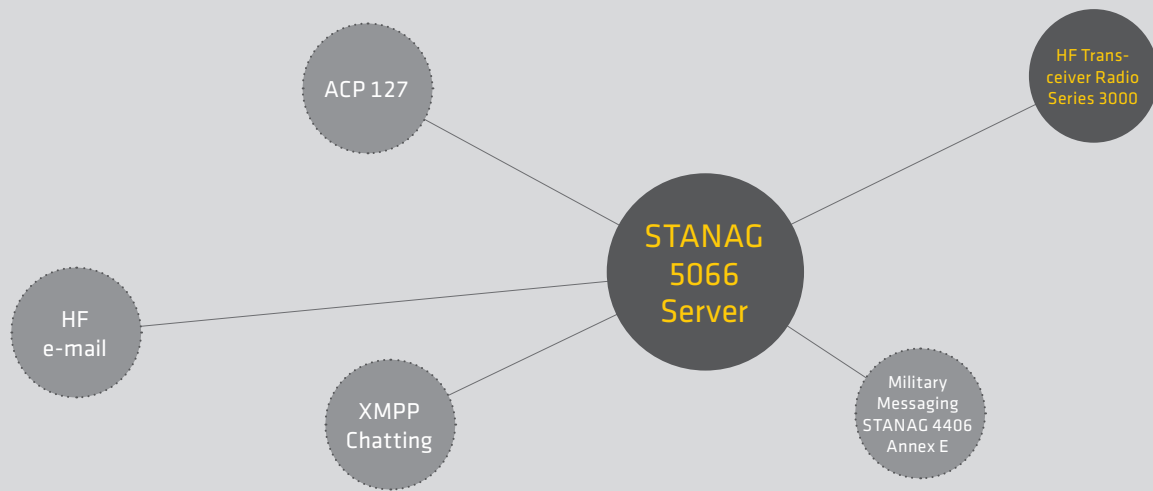 ACP 127
HF Trans-
ceiver Radio
Series 3000
STANAG
5066
Server
HF
e-mail
XMPP
Chatting
Military
Messaging
STANAG 4406
Annex E